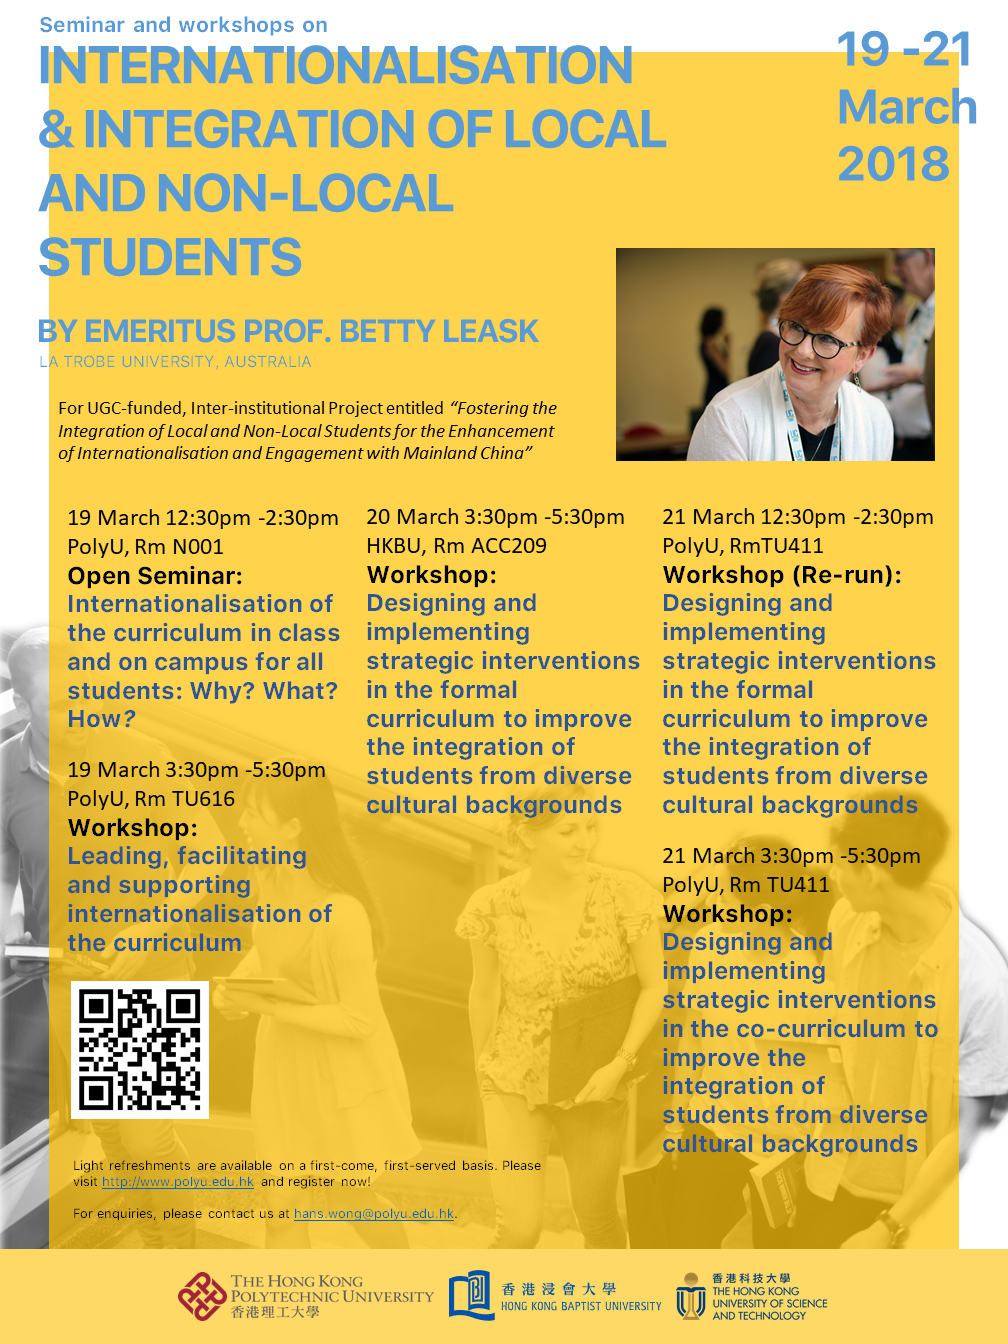 Seminar and workshops on
INTERNATIONALISATION
& INTEGRATION OF LOCAL
AND NON-LOCAL
STUDENTS
19 -21
March
2018
BY EMERITUS PROF. BETTY LEASK
LA TROBE UNIVERSITY, AUSTRALIA
For UGC-funded, Inter-institutional Project entitled “Fostering the
Integration of Local and Non-Local Students for the Enhancement
of Internationalisation and Engagement with Mainland China”
19 March 12:30pm -2:30pm
PolyU, Rm N001
Open Seminar:
Internationalisation of
the curriculum in class
and on campus for all
students: Why? What?
How?
19 March 3:30pm -5:30pm
PolyU, Rm TU616
Workshop:
Leading, facilitating
and supporting
internationalisation of
the curriculum
20 March 3:30pm -5:30pm
HKBU, Rm ACC209
Workshop:
Designing and
implementing
strategic interventions
in the formal
curriculum to improve
the integration of
students from diverse
cultural backgrounds
21 March 12:30pm -2:30pm
PolyU, RmTU411
Workshop (Re-run):
Designing and
implementing
strategic interventions
in the formal
curriculum to improve
the integration of
students from diverse
cultural backgrounds
21 March 3:30pm -5:30pm
PolyU, Rm TU411
Workshop:
Designing and
implementing
strategic interventions
in the co-curriculum to
improve the
integration of
students from diverse
cultural backgrounds
Light refreshments are available on a first-come, first-served basis. Please
visit http://www.polyu.edu.hk and register now!
For enquiries, please contact us at hans.wong@polyu.edu.hk.
THE HONG KONG
POLYTECHNIC UNIVERSITY
香港理工大學
香港浸會大學
HONG KONG BAPTIST UNIVERSITY
香港科技大學
THE HONG KONG
UNIVERSITY OF SCIENCE
AND TECHNOLOGY